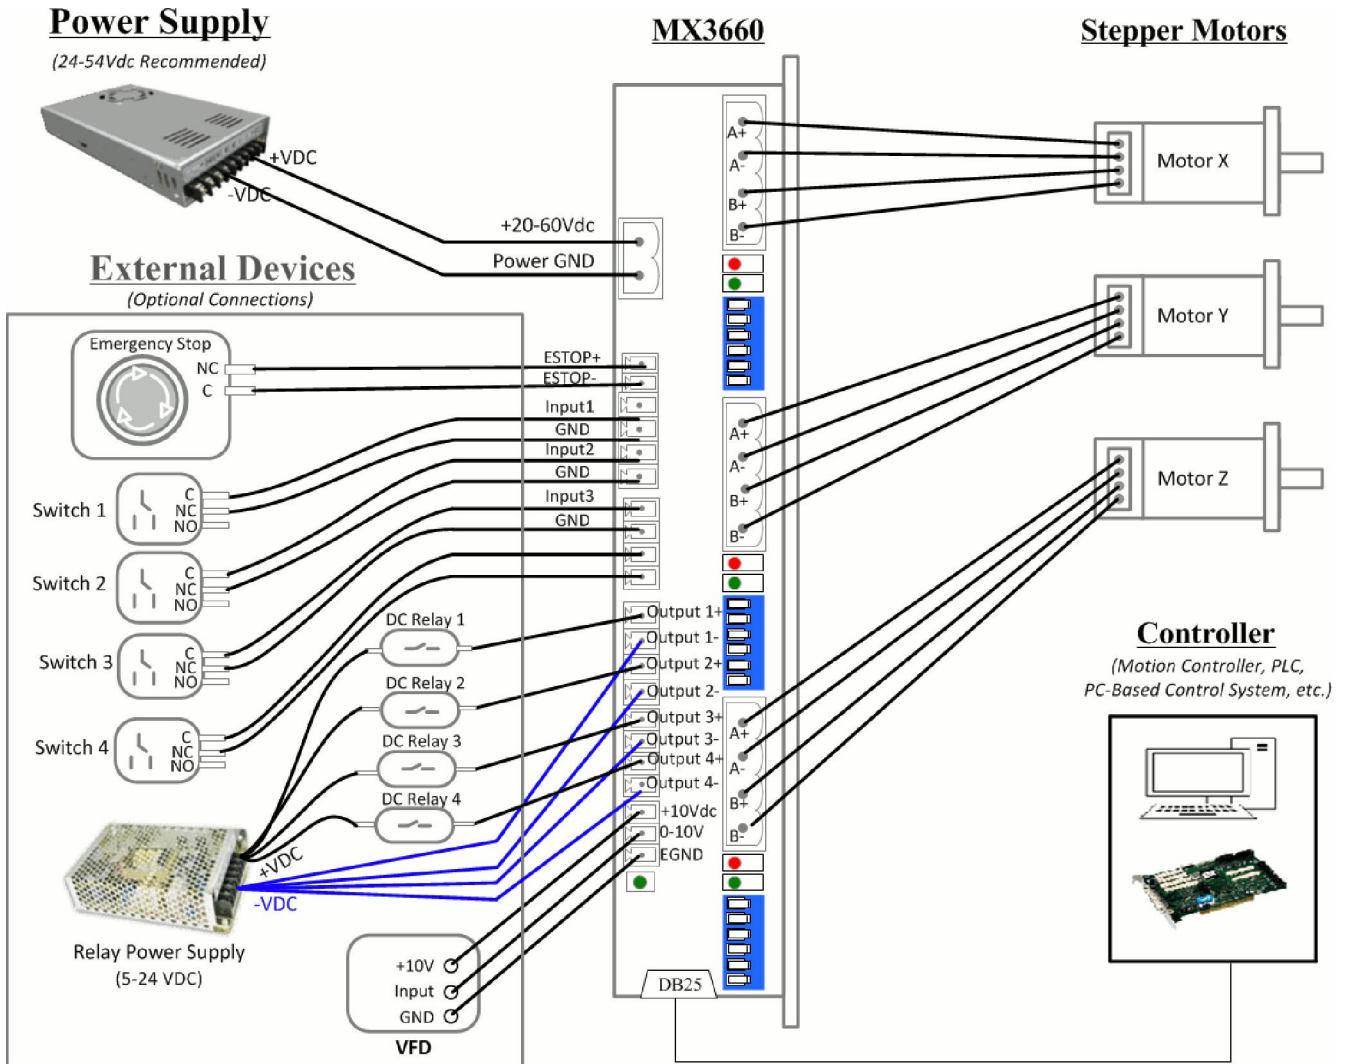 Power Supply
(24-54Vdc Recommended)
+VDC
-VDC
MX3660
Stepper Motors
+20-60Vdc
Power GND
A+
A-
B+
B-
Motor X
Motor Y
Motor Z
External Devices
(Optional Connections)
Emergency Stop
NC
C
ESTOP+
ESTOP-
Input1
GND
Input2
GND
Input3
GND
A+
A-
B+
B-
Switch 1
C
NC
NO
Switch 2
C
NC
NO
Switch 3
C
NC
NO
Switch 4
C
NC
NO
DC Relay 1
DC Relay 2
DC Relay 3
DC Relay 4
Output 1+
Output 1-
Output 2+
Output 2-
Output 3+
Output 3-
Output 4+
Output 4-
+10Vdc
0-10V
EGND
A+
A-
B+
B-
Controller
(Motion Controller, PLC,
PC-Based Control System, etc.)
+VDC
-VDC
Relay Power Supply
(5-24 VDC)
+10V
Input
GND
VFD
DB25